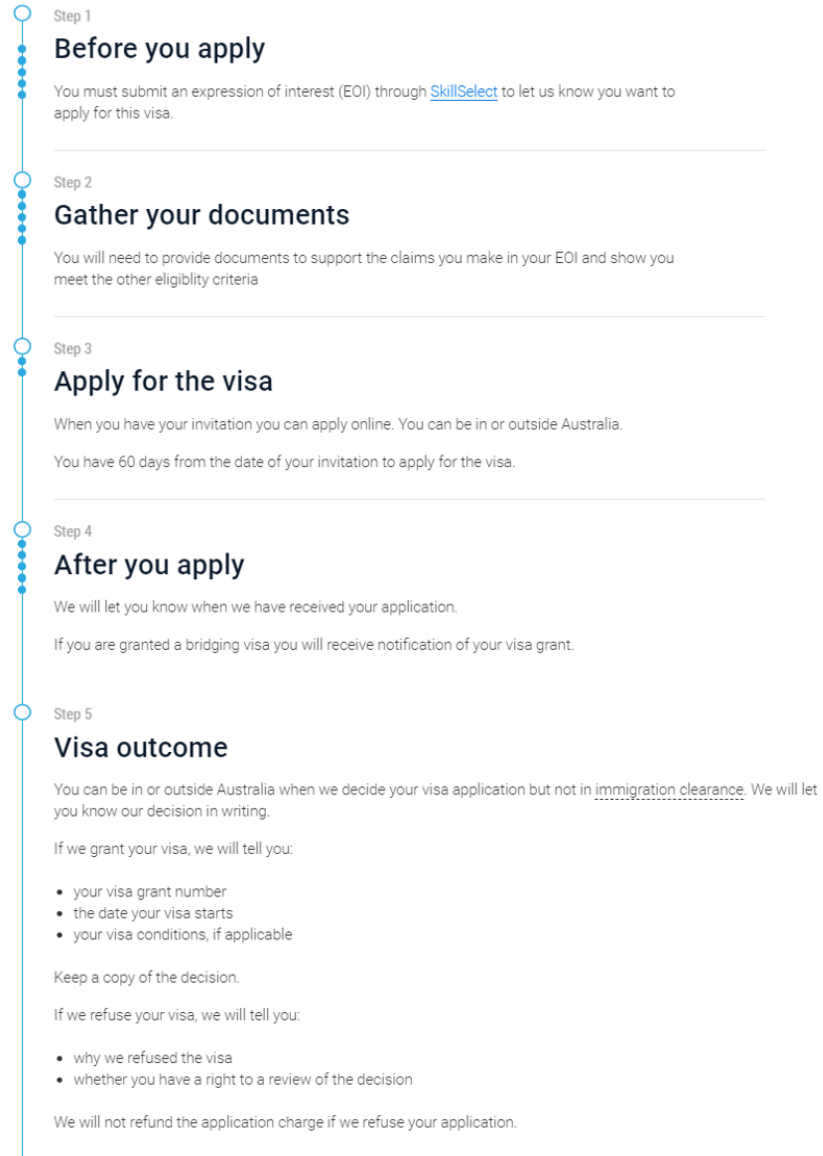 Step 1
Before you apply
You must submit an expression of interest (EOI) through SkillSelect to let us know you want to
apply for this visa.
Step 2
Gather your documents
You will need to provide documents to support the claims you make in your EOI and show you
meet the other eligiblity criteria
Step 3
Apply for the visa
When you have your invitation you can apply online. You can be in or outside Australia.
You have 60 days from the date of your invitation to apply for the visa.
Step 4
After you apply
We will let you know when we have received your application.
If you are granted a bridging visa you will receive notification of your visa grant.
Step 5
Visa outcome
You can be in or outside Australia when we decide your visa application but not in immigration clearance. We will let
you know our decision in writing.
If we grant your visa, we will tell you:
• your visa grant number
• the date your visa starts
• your visa conditions, if applicable
Keep a copy of the decision.
If we refuse your visa, we will tell you:
• why we refused the visa
• whether you have a right to a review of the decision
We will not refund the application charge if we refuse your application.